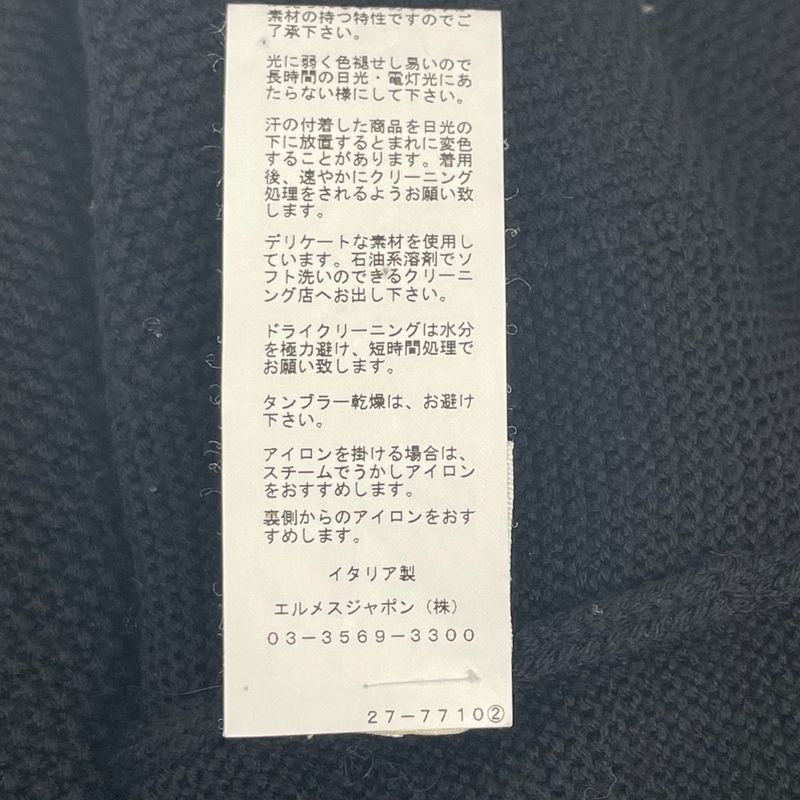 素材の持つ特性ですのでご
了承下さい。
光に弱く色褪せし易いので
長時間の日光・電灯光にあ
たらない様にして下さい。
汗の付着した商品を日光の
下に放置するとまれに変色
することがあります。着用
後、速やかにクリーニング
処理をされるようお願い致
します。
デリケートな素材を使用し
ています。石油系溶剤でソ
フト洗いのできるクリーニ
ング店へお出し下さい。
ドライクリーニングは水分
を極力避け、短時間処理で
お願い致します。
タンブラー乾燥は、お避け
下さい。
アイロンを掛ける場合は、
スチームでうかしアイロン
をおすすめします。
裏側からのアイロンをおす
すめします。
イタリア製
エルメスジャポン（株）
０３－３５６９－３３００
２７－７７１０②